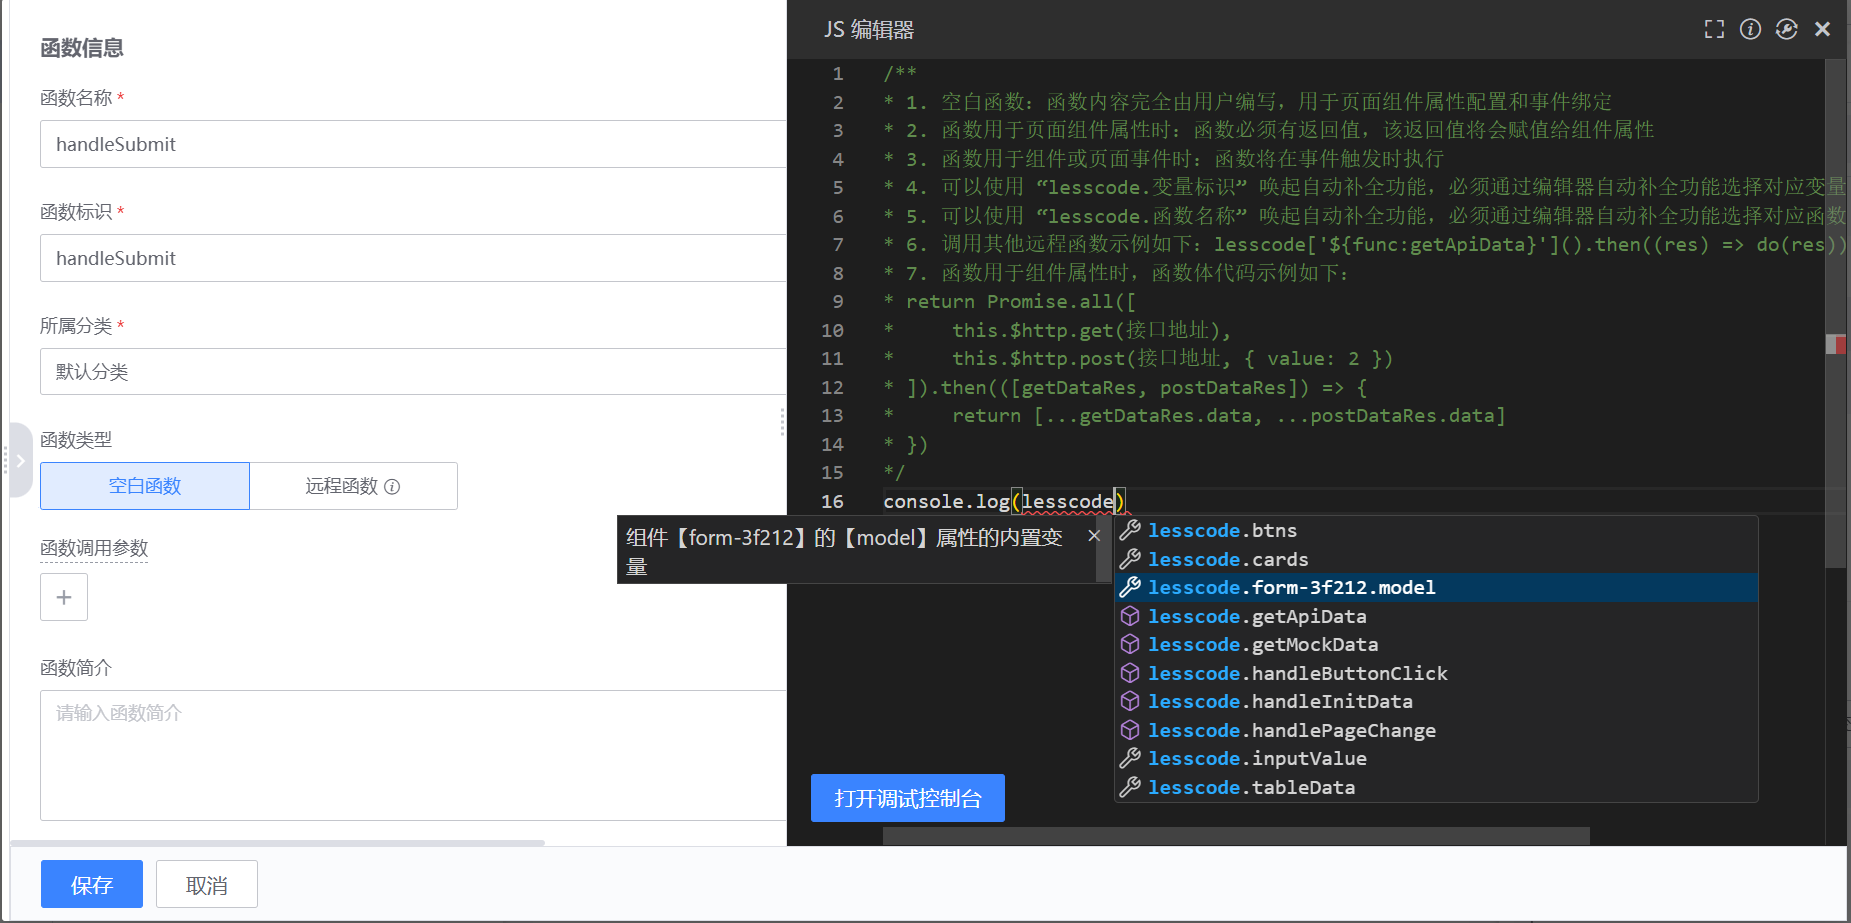 函数信息
函数名称 *
handleSubmit
函数标识 *
handleSubmit
所属分类 *
默认分类
函数类型
空白函数
远程函数
函数调用参数
+
函数简介
请输入函数简介
保存
取消
JS 编辑器
1 /**
2 * 1. 空白函数: 函数内容完全由用户编写, 用于页面组件属性配置和事件绑定
3 * 2. 函数用于页面组件属性时: 函数必须有返回值, 该返回值将会赋值给组件属性
4 * 3. 函数用于组件或页面事件时: 函数将在事件触发时执行
5 * 4. 可以使用 “lesscode.变量标识” 唤起自动补全功能, 必须通过编辑器自动补全功能选择对应变量
6 * 5. 可以使用 “lesscode.函数名称” 唤起自动补全功能, 必须通过编辑器自动补全功能选择对应函数
7 * 6. 调用其他远程函数示例如下: lesscode['${func:getApiData}']().then((res) => do(res))
8 * 7. 函数用于组件属性时, 函数体代码示例如下:
9 * return Promise.all([
10 *     this.$http.get(接口地址),
11 *     this.$http.post(接口地址, { value: 2 })
12 * ]).then(([getDataRes, postDataRes]) => {
13 *     return [...getDataRes.data, ...postDataRes.data]
14 * })
15 */
16 console.log(lesscode)
组件【form-3f212】的【model】属性的内置变
量
lesscode.btns
lesscode.cards
lesscode.form-3f212.model
lesscode.getApiData
lesscode.getMockData
lesscode.handleButtonClick
lesscode.handleInitData
lesscode.handlePageChange
lesscode.inputValue
lesscode.tableData
打开调试控制台